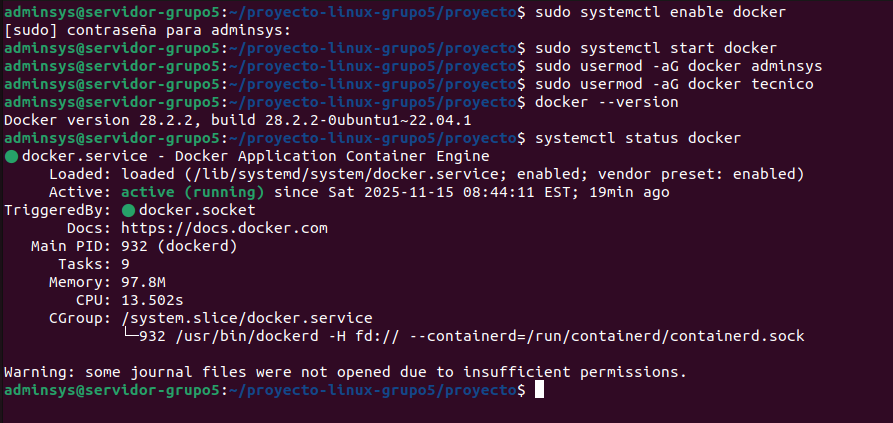 adminsys@servidor-grupo5:~/proyecto-linux-grupo5/proyecto$ sudo systemctl enable docker
[sudo] contraseña para adminsys:
adminsys@servidor-grupo5:~/proyecto-linux-grupo5/proyecto$ sudo systemctl start docker
adminsys@servidor-grupo5:~/proyecto-linux-grupo5/proyecto$ sudo usermod -aG docker adminsys
adminsys@servidor-grupo5:~/proyecto-linux-grupo5/proyecto$ sudo usermod -aG docker tecnico
adminsys@servidor-grupo5:~/proyecto-linux-grupo5/proyecto$ docker --version
Docker version 28.2.2, build 28.2.2-0ubuntu1~22.04.1
adminsys@servidor-grupo5:~/proyecto-linux-grupo5/proyecto$ systemctl status docker
● docker.service - Docker Application Container Engine
     Loaded: loaded (/lib/systemd/system/docker.service; enabled; vendor preset: enabled)
     Active: active (running) since Sat 2025-11-15 08:44:11 EST; 19min ago
TriggeredBy: ● docker.socket
       Docs: https://docs.docker.com
   Main PID: 932 (dockerd)
      Tasks: 9
     Memory: 97.8M
        CPU: 13.502s
     CGroup: /system.slice/docker.service
             └─932 /usr/bin/dockerd -H fd:// --containerd=/run/containerd/containerd.sock
Warning: some journal files were not opened due to insufficient permissions.
adminsys@servidor-grupo5:~/proyecto-linux-grupo5/proyecto$